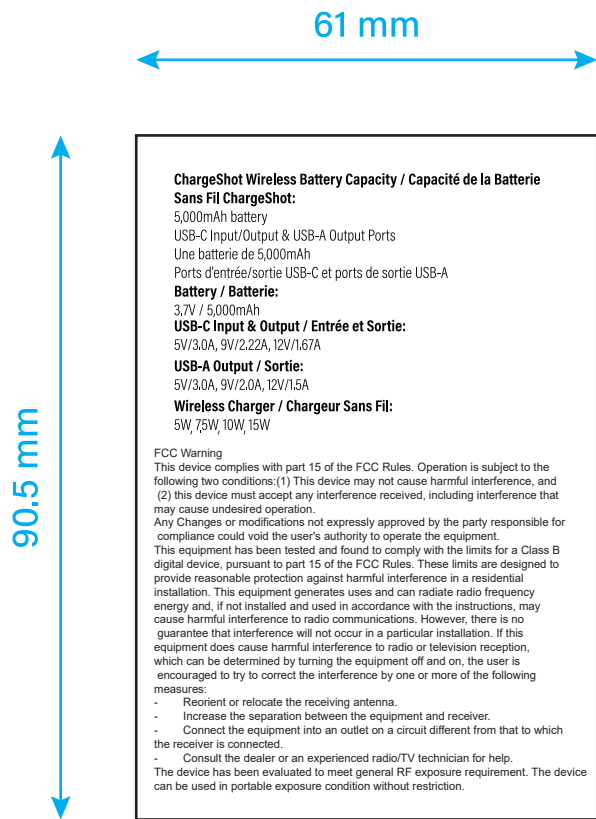 61 mm
90.5 mm
ChargeShot Wireless Battery Capacity / Capacité de la Batterie
Sans Fil ChargeShot:
5,000mAh battery
USB-C Input/Output & USB-A Output Ports
Une batterie de 5,000mAh
Ports d'entrée/sortie USB-C et ports de sortie USB-A
Battery / Batterie:
3.7V / 5,000mAh
USB-C Input & Output / Entrée et Sortie:
5V/3.0A, 9V/2.22A, 12V/1.67A
USB-A Output / Sortie:
5V/3.0A, 9V/2.0A, 12V/1.5A
Wireless Charger / Chargeur Sans Fil:
5W, 7.5W, 10W, 15W
FCC Warning
This device complies with part 15 of the FCC Rules. Operation is subject to the
following two conditions:(1) This device may not cause harmful interference, and
(2) this device must accept any interference received, including interference that
may cause undesired operation.
Any Changes or modifications not expressly approved by the party responsible for
compliance could void the user's authority to operate the equipment.
This equipment has been tested and found to comply with the limits for a Class B
digital device, pursuant to part 15 of the FCC Rules. These limits are designed to
provide reasonable protection against harmful interference in a residential
installation. This equipment generates uses and can radiate radio frequency
energy and, if not installed and used in accordance with the instructions, may
cause harmful interference to radio communications. However, there is no
guarantee that interference will not occur in a particular installation. If this
equipment does cause harmful interference to radio or television reception,
which can be determined by turning the equipment off and on, the user is
encouraged to try to correct the interference by one or more of the following
measures:
- Reorient or relocate the receiving antenna.
- Increase the separation between the equipment and receiver.
- Connect the equipment into an outlet on a circuit different from that to which
the receiver is connected.
- Consult the dealer or an experienced radio/TV technician for help.
The device has been evaluated to meet general RF exposure requirement. The device
can be used in portable exposure condition without restriction.